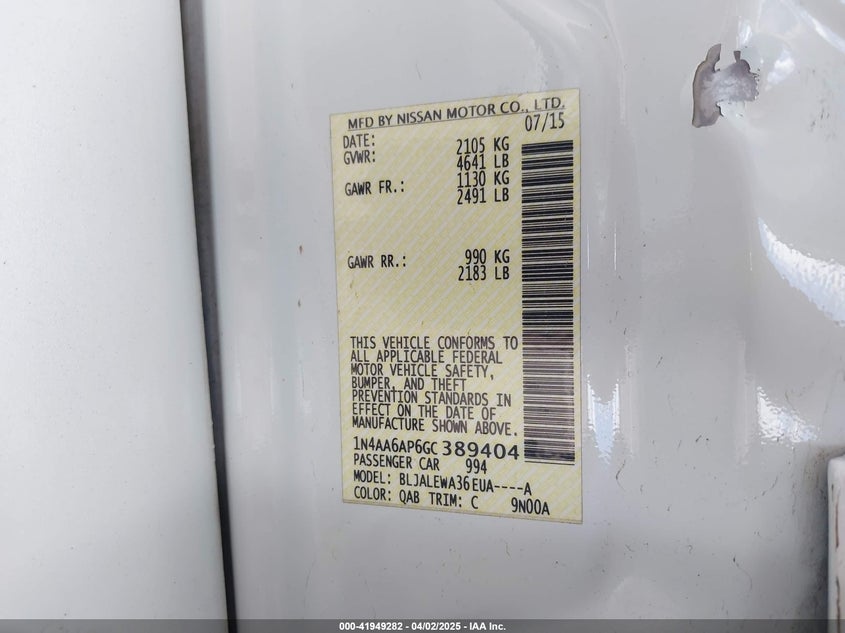 MFD BY NISSAN MOTOR CO., LTD.
DATE: 07/15
GVWR: 2105 KG
4641 LB
GAWR FR.: 1130 KG
2491 LB
GAWR RR.: 990 KG
2183 LB
THIS VEHICLE CONFORMS TO
ALL APPLICABLE FEDERAL
MOTOR VEHICLE SAFETY,
BUMPER, AND THEFT
PREVENTION STANDARDS IN
EFFECT ON THE DATE OF
MANUFACTURE SHOWN ABOVE.
1N4AA6AP6GC389404
PASSENGER CAR 994
MODEL: BLJALEWA36EUA----A
COLOR: QAB TRIM: C 9N00A
000-41949282 - 04/02/2025 - IAA Inc.